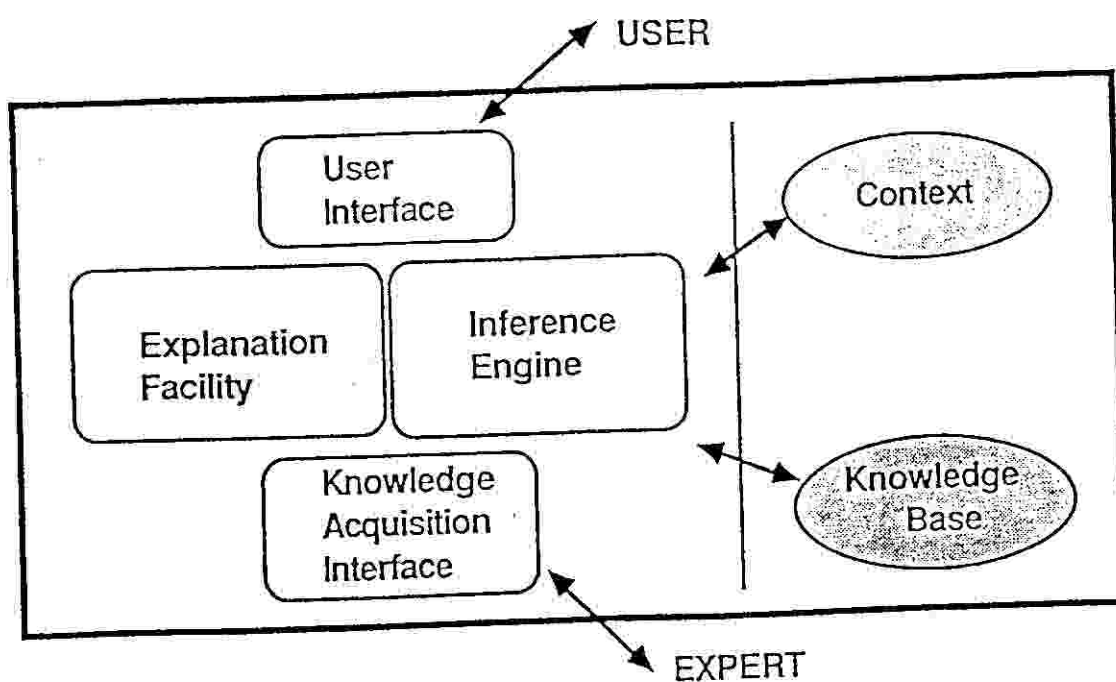 USER
User
Interface
Context
Explanation
Facility
Inference
Engine
Knowledge
Acquisition
Interface
Knowledge
Base
EXPERT